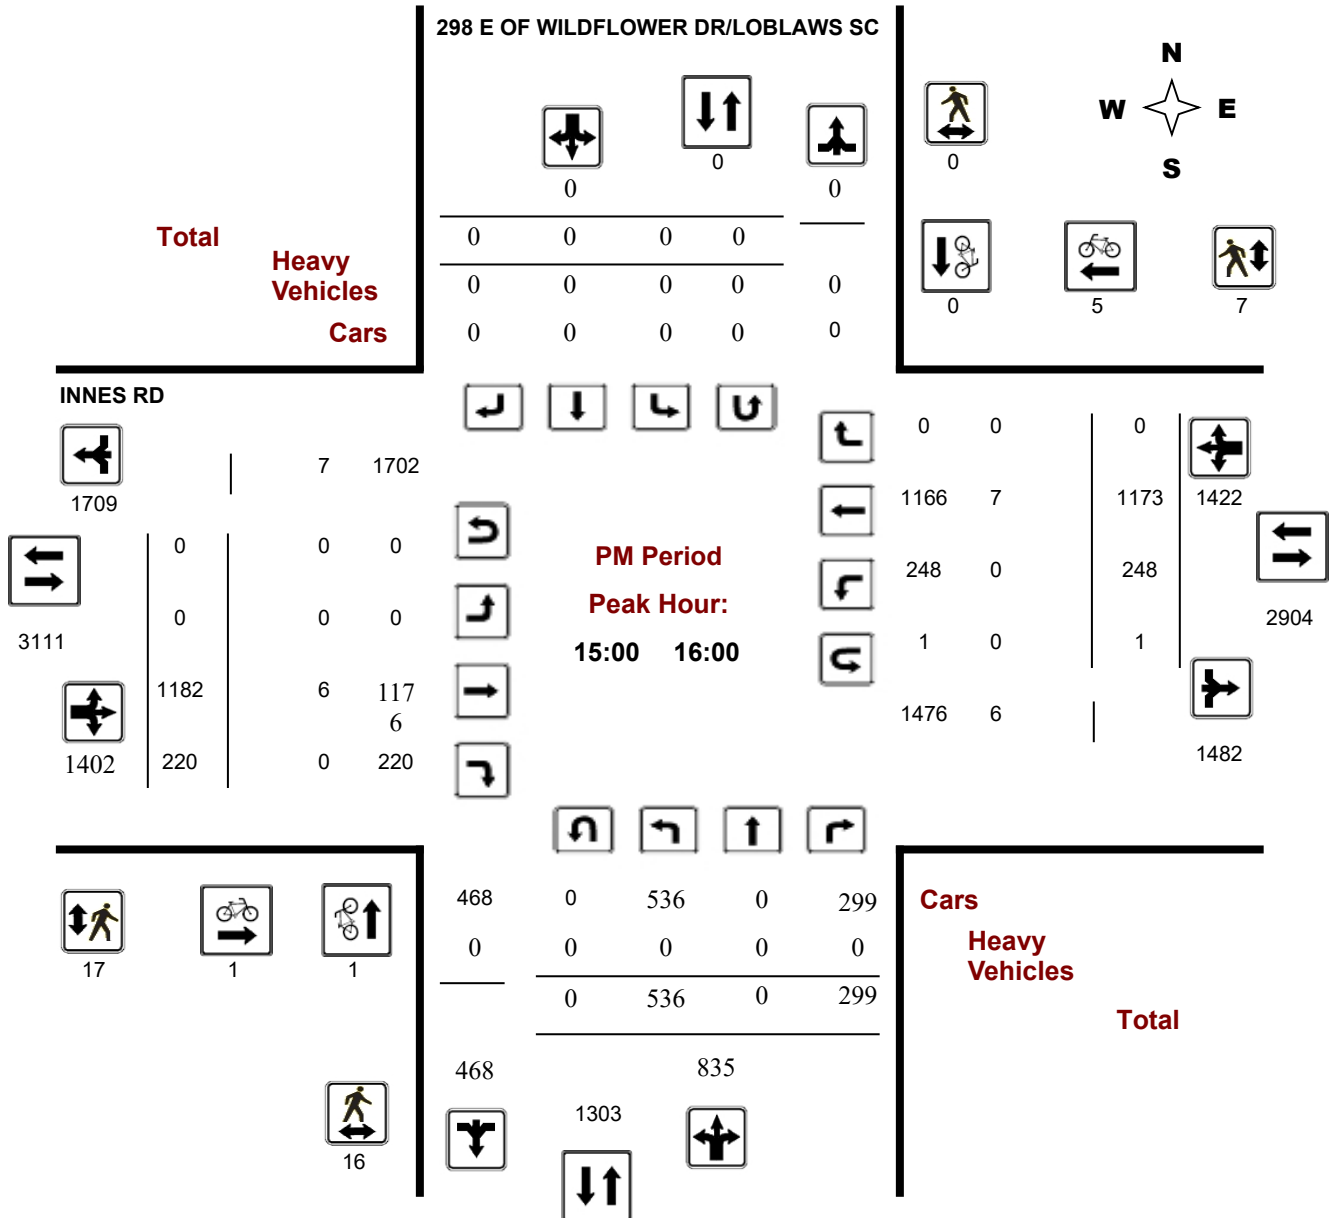 298 E OF WILDFLOWER DR/LOBLAWS SC
N
W E
S
0
0
0 0
0
Total
0 0 0 0
Heavy
Vehicles
0 0 0 0 0
Cars
0 0 0 0 0
0 5 7
INNES RD
7 1702
1709
0 0 0
0 0 0
3111
1182 6 117
6
1402
220 0 220
PM Period
Peak Hour:
15:00 16:00
0 0 0
1166 7 1173 1422
248 0 248
2904
1 0 1
1476 6
1482
468 0 536 0 299
0 0 0 0 0
0 536 0 299
468 835
1303
17 1 1
16
Cars
Heavy
Vehicles
Total